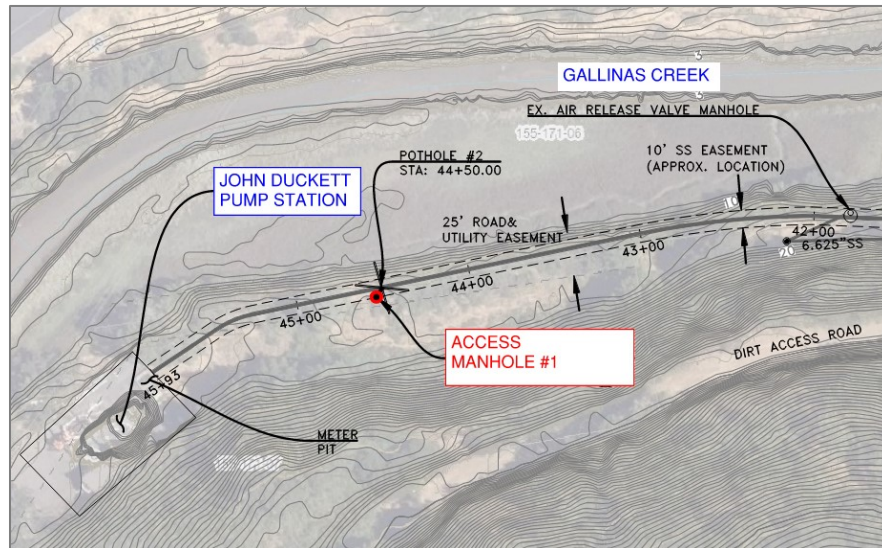 GALLINAS CREEK
EX. AIR RELEASE VALVE MANHOLE
155-171-06
POTHOLE #2
STA: 44+50.00
10' SS EASEMENT
(APPROX. LOCATION)
JOHN DUCKETT
PUMP STATION
10
25' ROAD&
UTILITY EASEMENT
42+00
6.625"SS
20
43+00
44+00
45+00
ACCESS
MANHOLE #1
DIRT ACCESS ROAD
45+93
METER
PIT